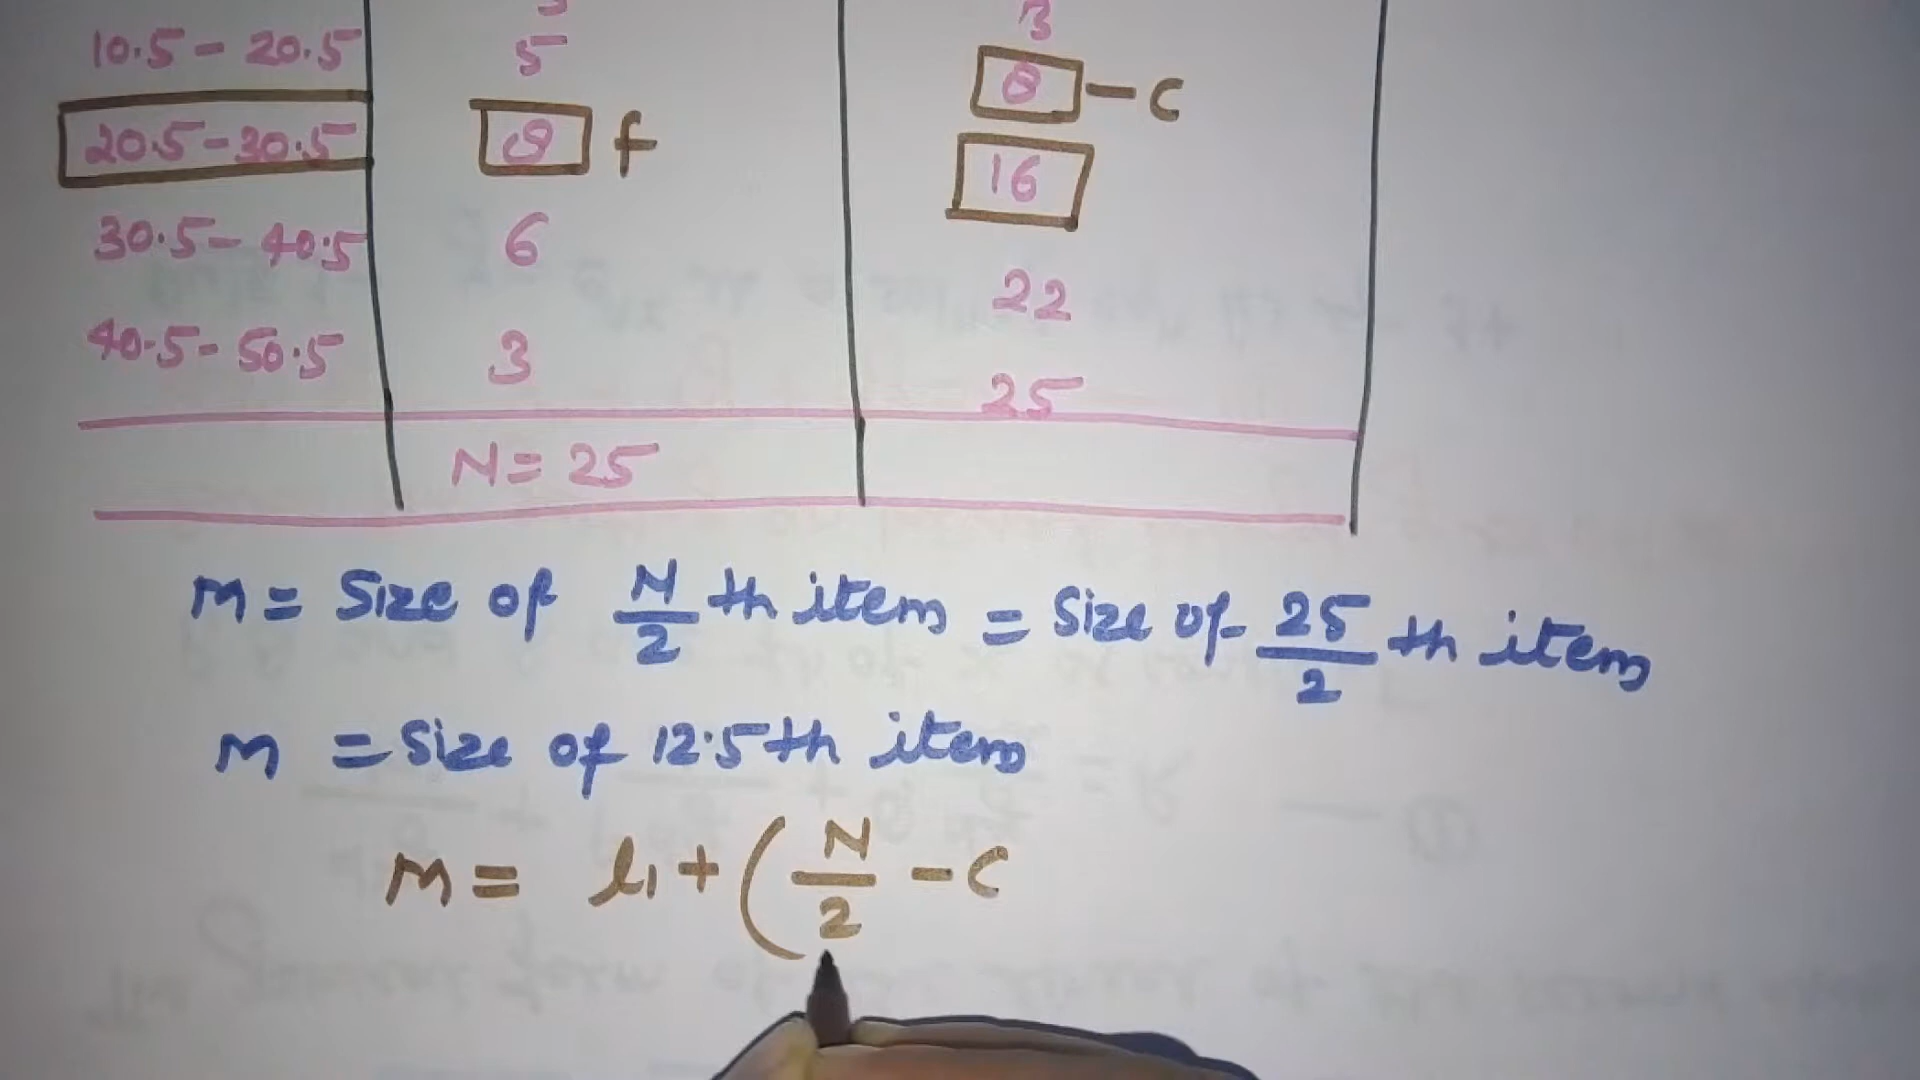 3
10.5 - 20.5 5 8 - C
20.5 - 30.5 8 f 16
30.5 - 40.5 6 22
40.5 - 50.5 3 25
N = 25
M = Size of N/2 th item = Size of 25/2 th item
M = Size of 12.5th item
M = l1 + ( N/2 - C